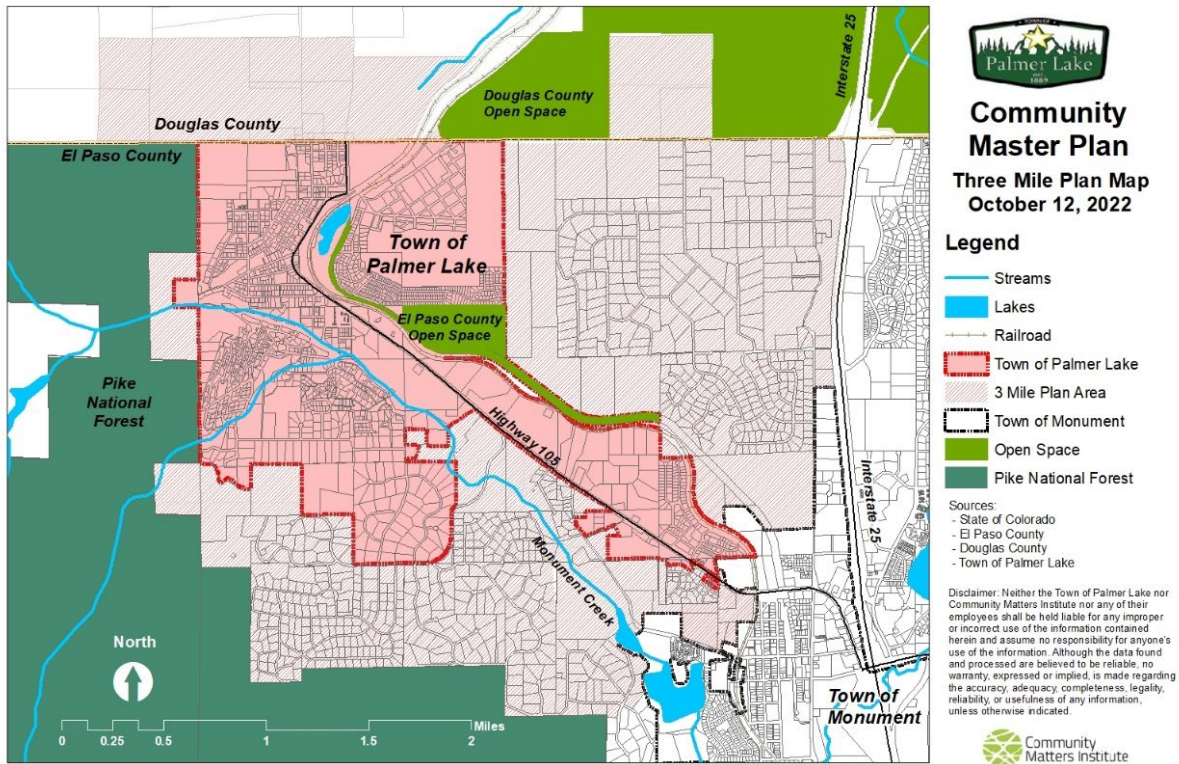 TOWN OF
Palmer Lake
EST.
1889
Community
Master Plan
Three Mile Plan Map
October 12, 2022
Legend
Streams
Lakes
Railroad
Town of Palmer Lake
3 Mile Plan Area
Town of Monument
Open Space
Pike National Forest
Sources:
- State of Colorado
- El Paso County
- Douglas County
- Town of Palmer Lake
Disclaimer: Neither the Town of Palmer Lake nor
Community Matters Institute nor any of their
employees shall be held liable for any improper
or incorrect use of the information contained
herein and assume no responsibility for anyone's
use of the information. Although the data found
and processed are believed to be reliable, no
warranty, expressed or implied, is made regarding
the accuracy, adequacy, completeness, legality,
reliability, or usefulness of any information,
unless otherwise indicated.
Community
Matters Institute
Interstate 25
Douglas County
Open Space
Douglas County
El Paso County
Town of
Palmer Lake
El Paso County
Open Space
Pike
National
Forest
Highway 105
Interstate 25
Monument Creek
North
Town of
Monument
Miles
0 0.25 0.5 1 1.5 2